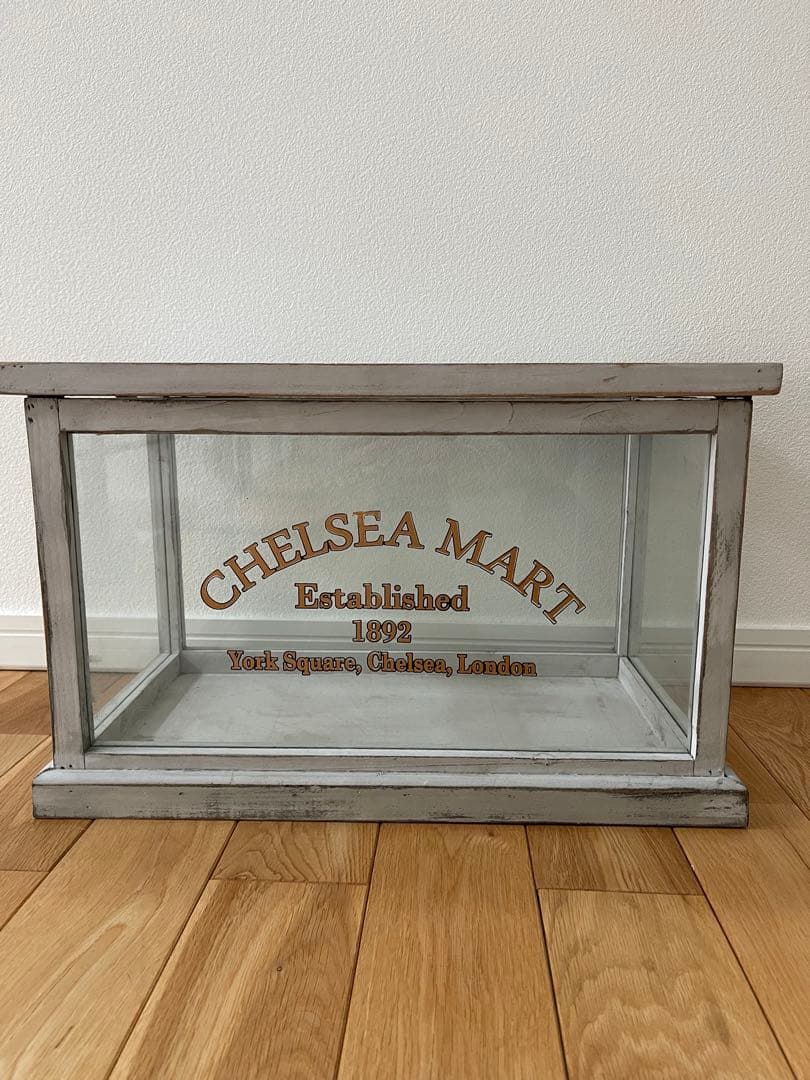 CHELSEA MART
Established
1892
York Square, Chelsea, London